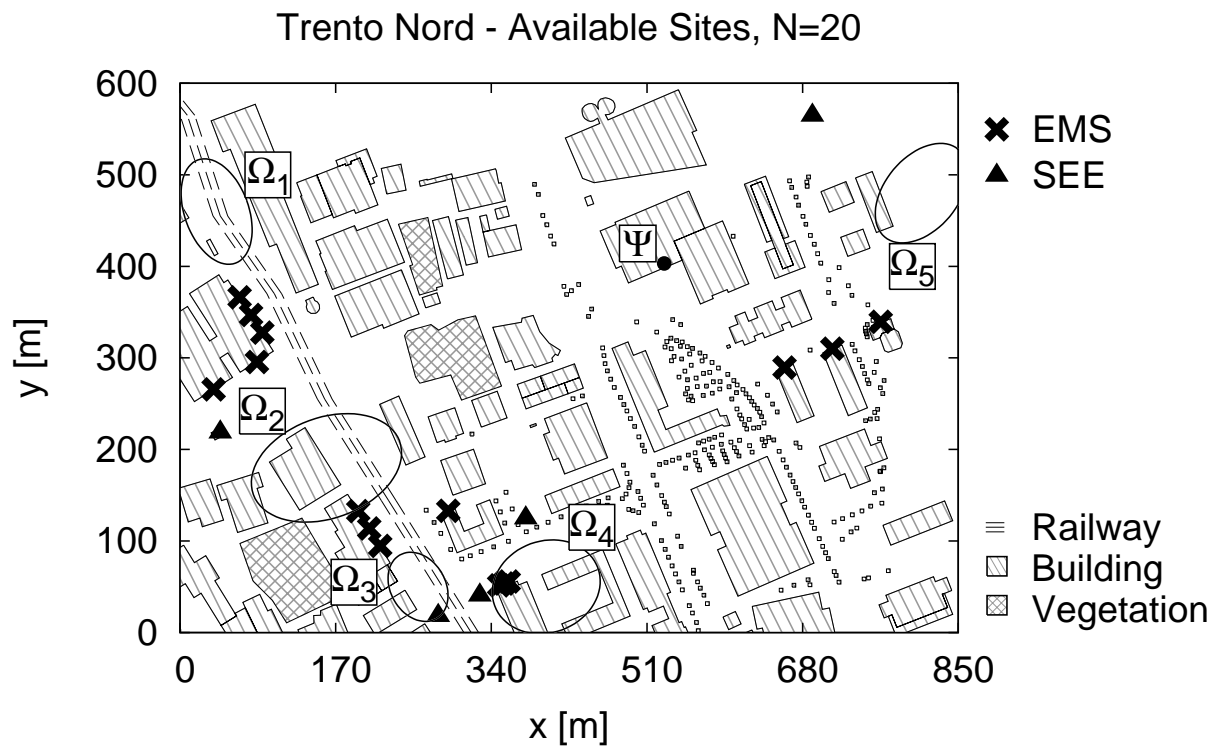 Trento Nord - Available Sites, N=20
y [m]
600
500
400
300
200
100
0
0 170 340 510 680 850
x [m]
Ω1
Ω2
Ω3
Ω4
Ω5
Ψ
EMS
SEE
Railway
Building
Vegetation